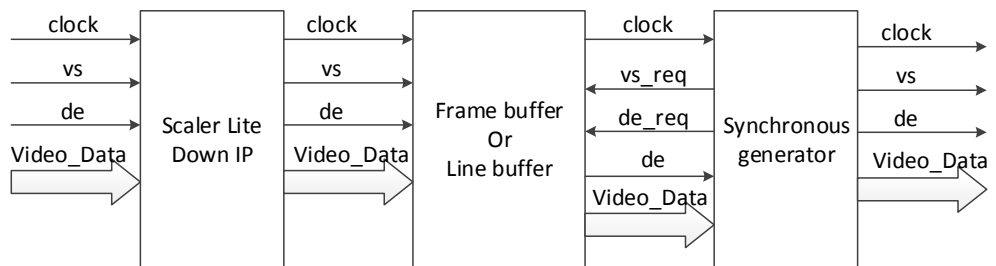 clock
vs
de
Video_Data
Scaler Lite
Down IP
clock
vs
de
Video_Data
Frame buffer
Or
Line buffer
clock
vs_req
de_req
de
Video_Data
Synchronous
generator
clock
vs
de
Video_Data